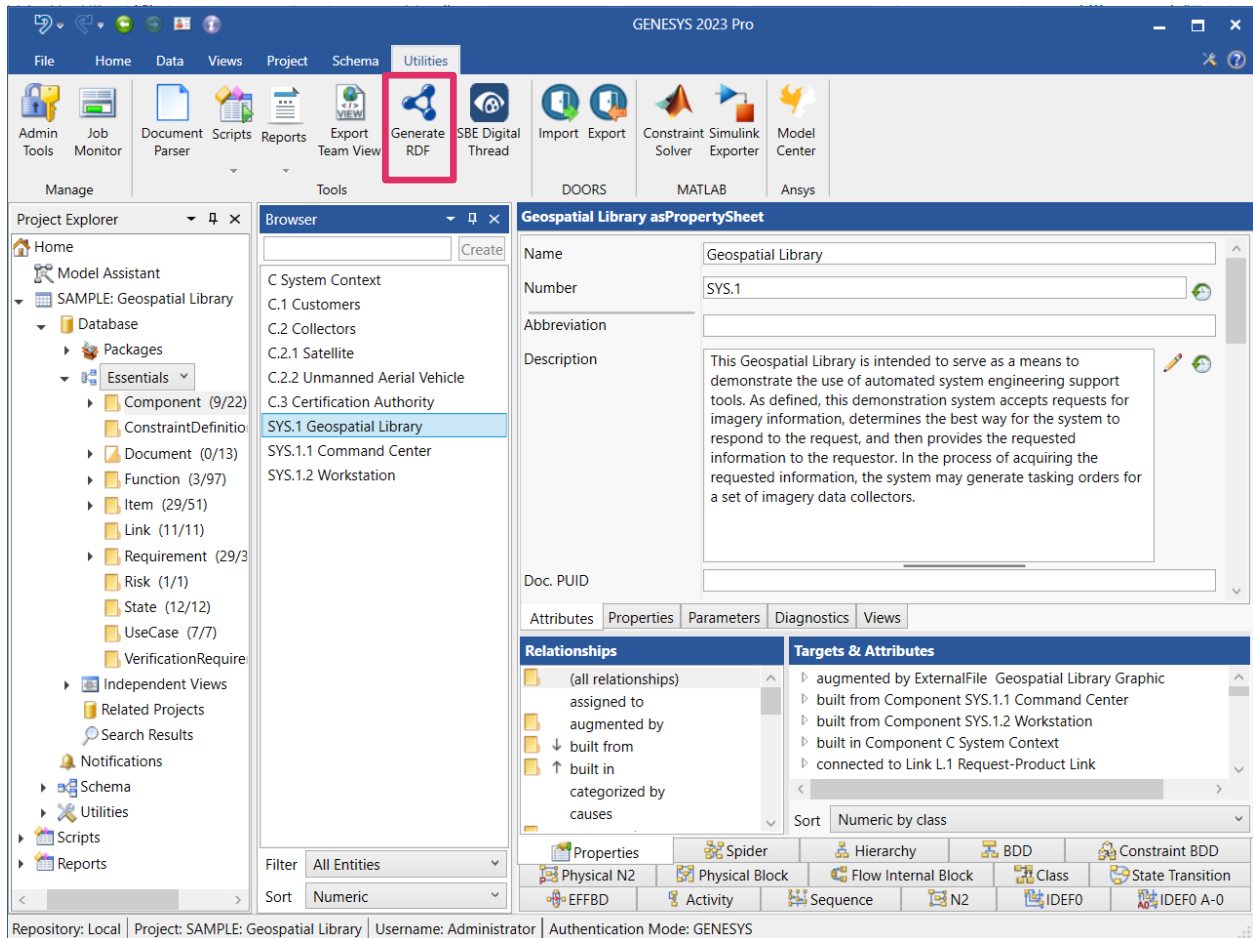 GENESYS 2023 Pro
File Home Data Views Project Schema Utilities
Admin Tools
Job Monitor
Document Parser
Scripts
Reports
VIEW
Export Team View
Generate RDF
SBE Digital Thread
Import
Export
Constraint Solver
Simulink Exporter
Model Center
Manage
Tools
DOORS
MATLAB
Ansys
Project Explorer
Home
Model Assistant
SAMPLE: Geospatial Library
Database
Packages
Essentials
Component (9/22)
ConstraintDefinitio
Document (0/13)
Function (3/97)
Item (29/51)
Link (11/11)
Requirement (29/3
Risk (1/1)
State (12/12)
UseCase (7/7)
VerificationRequire
Independent Views
Related Projects
Search Results
Notifications
Schema
Utilities
Scripts
Reports
Browser
Create
C System Context
C.1 Customers
C.2 Collectors
C.2.1 Satellite
C.2.2 Unmanned Aerial Vehicle
C.3 Certification Authority
SYS.1 Geospatial Library
SYS.1.1 Command Center
SYS.1.2 Workstation
Filter All Entities
Sort Numeric
Geospatial Library asPropertySheet
Name Geospatial Library
Number SYS.1
Abbreviation
Description
This Geospatial Library is intended to serve as a means to
demonstrate the use of automated system engineering support
tools. As defined, this demonstration system accepts requests for
imagery information, determines the best way for the system to
respond to the request, and then provides the requested
information to the requestor. In the process of acquiring the
requested information, the system may generate tasking orders for
a set of imagery data collectors.
Doc. PUID
Attributes Properties Parameters Diagnostics Views
Relationships
(all relationships)
assigned to
augmented by
built from
built in
categorized by
causes
Targets & Attributes
augmented by ExternalFile Geospatial Library Graphic
built from Component SYS.1.1 Command Center
built from Component SYS.1.2 Workstation
built in Component C System Context
connected to Link L.1 Request-Product Link
Sort Numeric by class
Properties Spider Hierarchy BDD Constraint BDD
Physical N2 Physical Block Flow Internal Block Class State Transition
EFFBD Activity Sequence N2 IDEF0 IDEF0 A-0
Repository: Local Project: SAMPLE: Geospatial Library Username: Administrator Authentication Mode: GENESYS